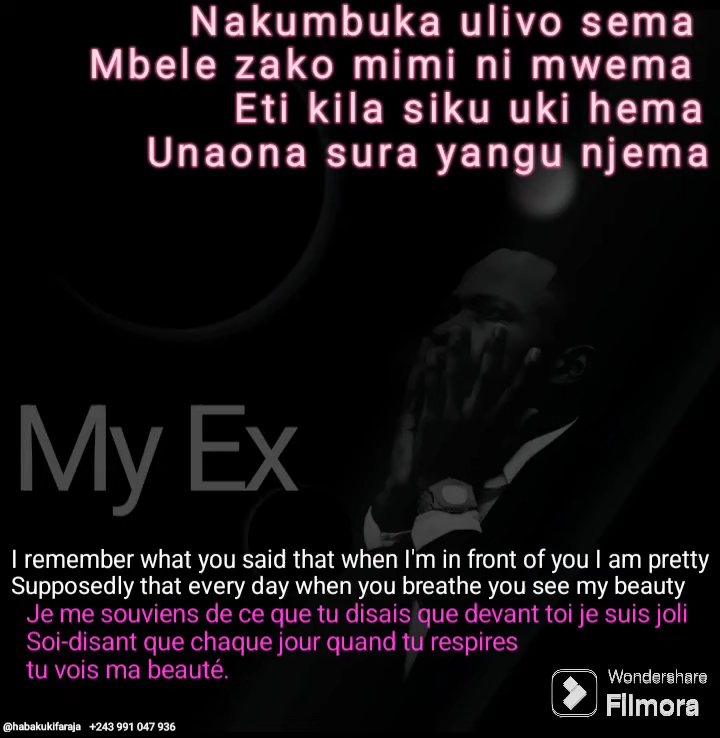 Nakumbuka ulivo sema
Mbele zako mimi ni mwema
Eti kila siku uki hema
Unaona sura yangu njema
My Ex
I remember what you said that when I'm in front of you I am pretty
Supposedly that every day when you breathe you see my beauty
Je me souviens de ce que tu disais que devant toi je suis joli
Soi-disant que chaque jour quand tu respires
tu vois ma beauté.
Wondershare
Filmora
@habakukifaraja +243 991 047 936